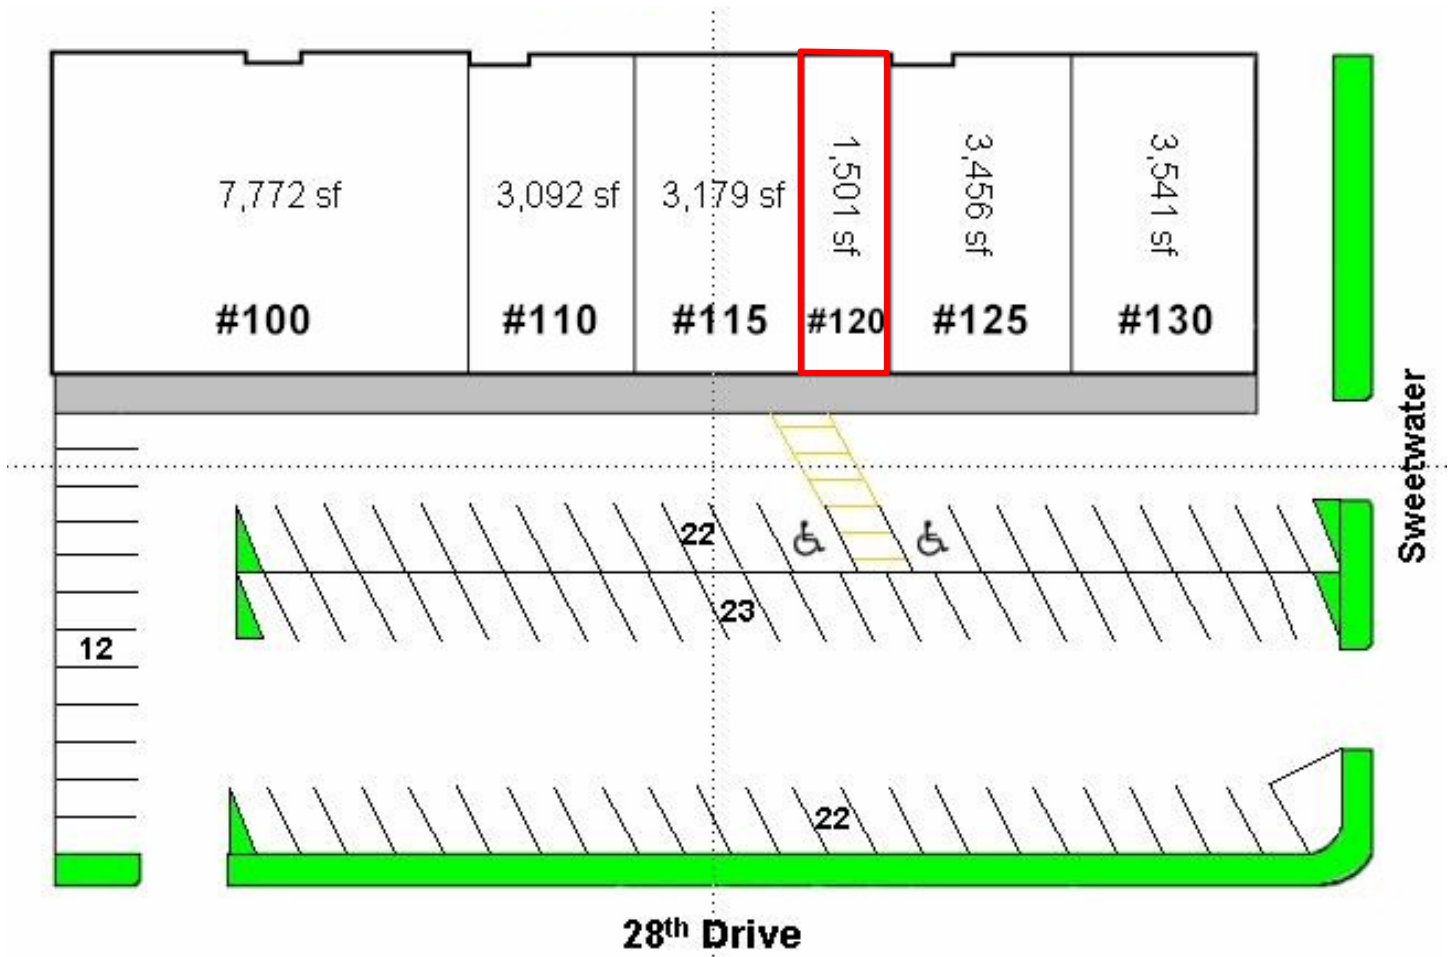 7,772 sf
3,092 sf
3,179 sf
1,501 sf
3,456 sf
3,541 sf
#100
#110
#115
#120
#125
#130
Sweetwater
22
23
12
22
28th Drive